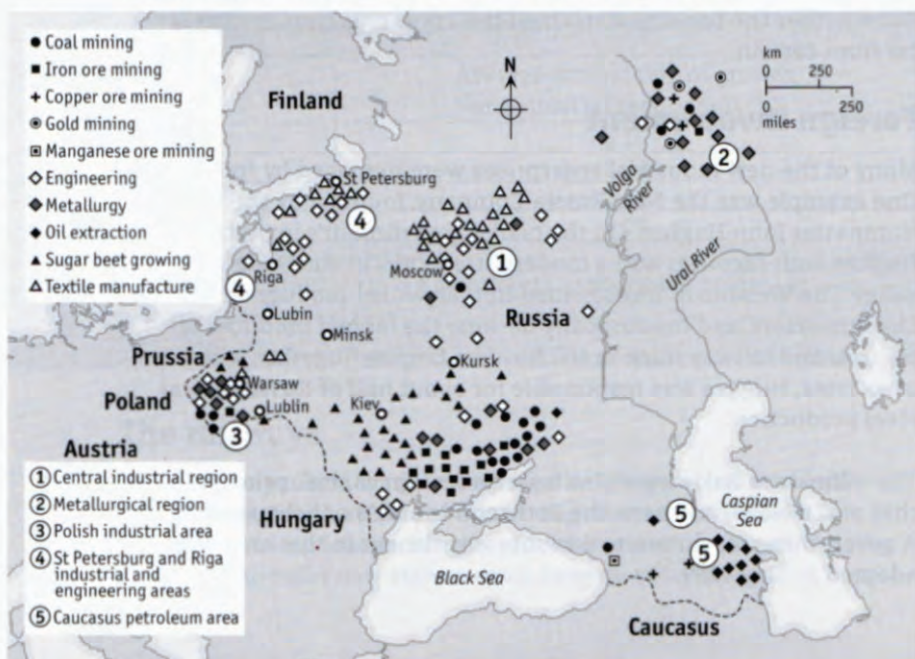 Coal mining
Iron ore mining
Copper ore mining
Gold mining
Manganese ore mining
Engineering
Metallurgy
Oil extraction
Sugar beet growing
Textile manufacture
Finland
N
km
0 250
0 250
miles
St Petersburg
4
2
Volga
River
Ural River
Moscow
1
Riga
4
Lubin
Minsk
Russia
Prussia
Kursk
Poland
Warsaw
Lublin
Kiev
3
Austria
1 Central industrial region
2 Metallurgical region
3 Polish industrial area
4 St Petersburg and Riga
industrial and
engineering areas
5 Caucasus petroleum area
Hungary
Black Sea
5
Caspian
Sea
5
Caucasus